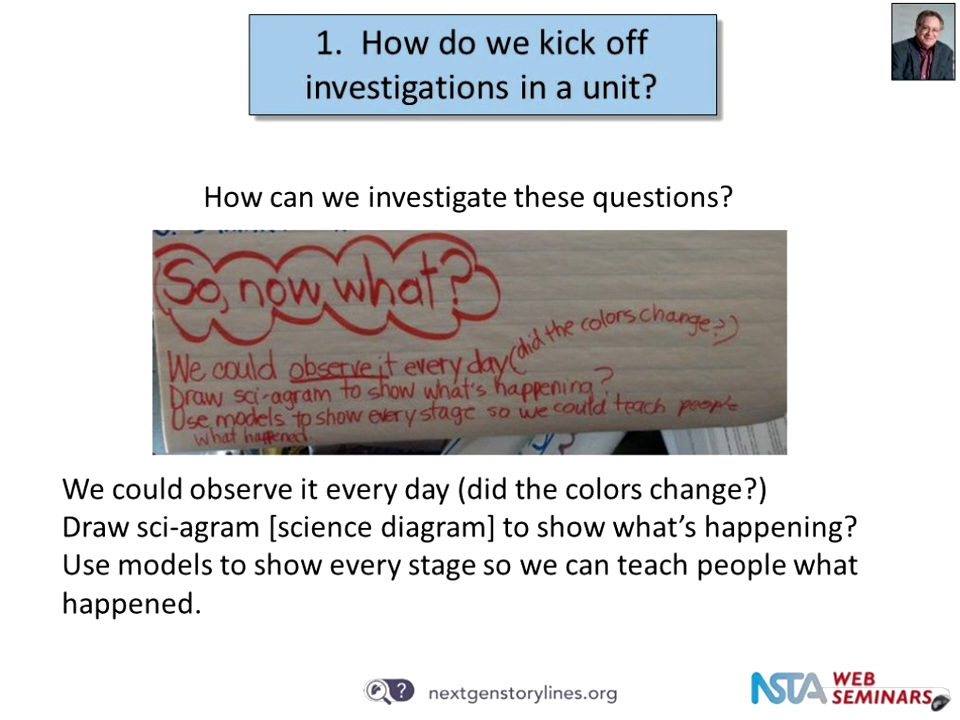 1. How do we kick off
investigations in a unit?
How can we investigate these questions?
So, now what?
We could observe it every day (did the colors change?)
Draw sci-agram to show what's happening?
Use models to show every stage so we could teach people
what happened.
We could observe it every day (did the colors change?)
Draw sci-agram [science diagram] to show what's happening?
Use models to show every stage so we can teach people what
happened.
?
nextgenstorylines.org
NSTA WEB
SEMINARS